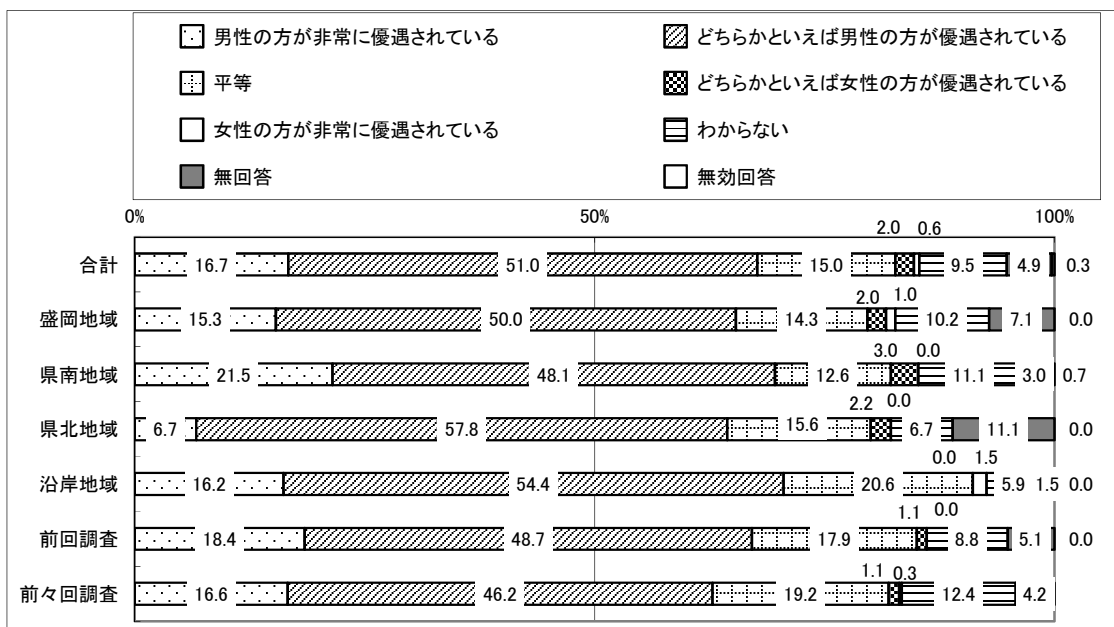 男性の方が非常に優遇されている どちらかといえば男性の方が優遇されている
平等 どちらかといえば女性の方が優遇されている
女性の方が非常に優遇されている わからない
無回答 無効回答
0% 50% 100%
2.0 0.6
合計 16.7 51.0 15.0 9.5 4.9 0.3
2.0 1.0
盛岡地域 15.3 50.0 14.3 10.2 7.1 0.0
3.0 0.0
県南地域 21.5 48.1 12.6 11.1 3.0 0.7
2.2 0.0
県北地域 6.7 57.8 15.6 6.7 11.1 0.0
0.0 1.5
沿岸地域 16.2 54.4 20.6 5.9 1.5 0.0
1.1 0.0
前回調査 18.4 48.7 17.9 8.8 5.1 0.0
1.1 0.3
前々回調査 16.6 46.2 19.2 12.4 4.2